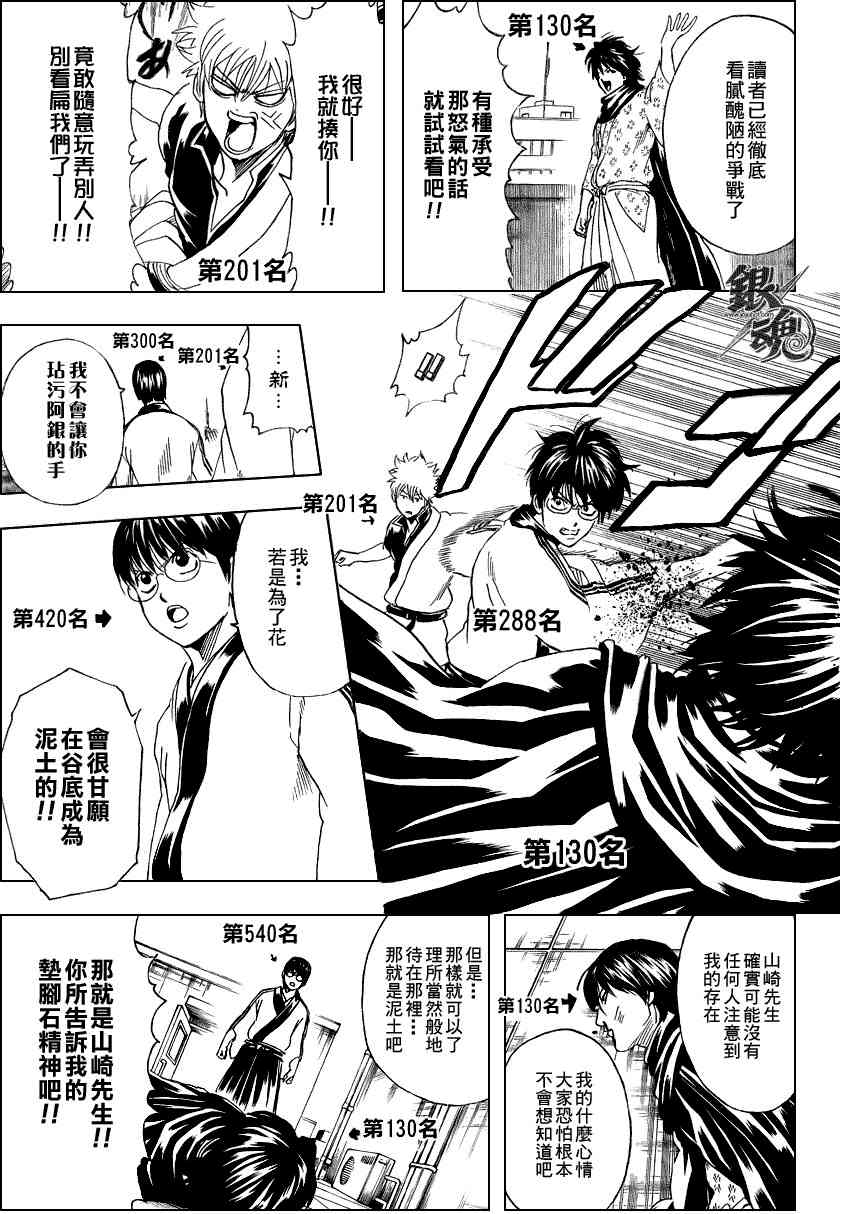 第130名
讀者已經徹底
看膩醜陋的爭戰了
有種承受
那怒氣的話
就試試看吧!!
很好——
我就揍你——
竟敢隨意玩弄別人!!
別看扁我們了——!!
第201名
銀魂
!!
ドゴ
第201名
第288名
第130名
…新…
第300名
第201名
我不會讓你
玷污阿銀的手
我…
若是為了花
第420名
會很甘願
在谷底成為
泥土的!!
山崎先生
確實可能沒有
任何人注意到
我的存在
第130名
我的什麼心情
大家恐怕根本
不會想知道吧
但是…
那樣就可以了
理所當然般地
待在那裡…
那就是泥土吧
第540名
第130名
那就是山崎先生!!
你所告訴我的
墊腳石精神吧!!